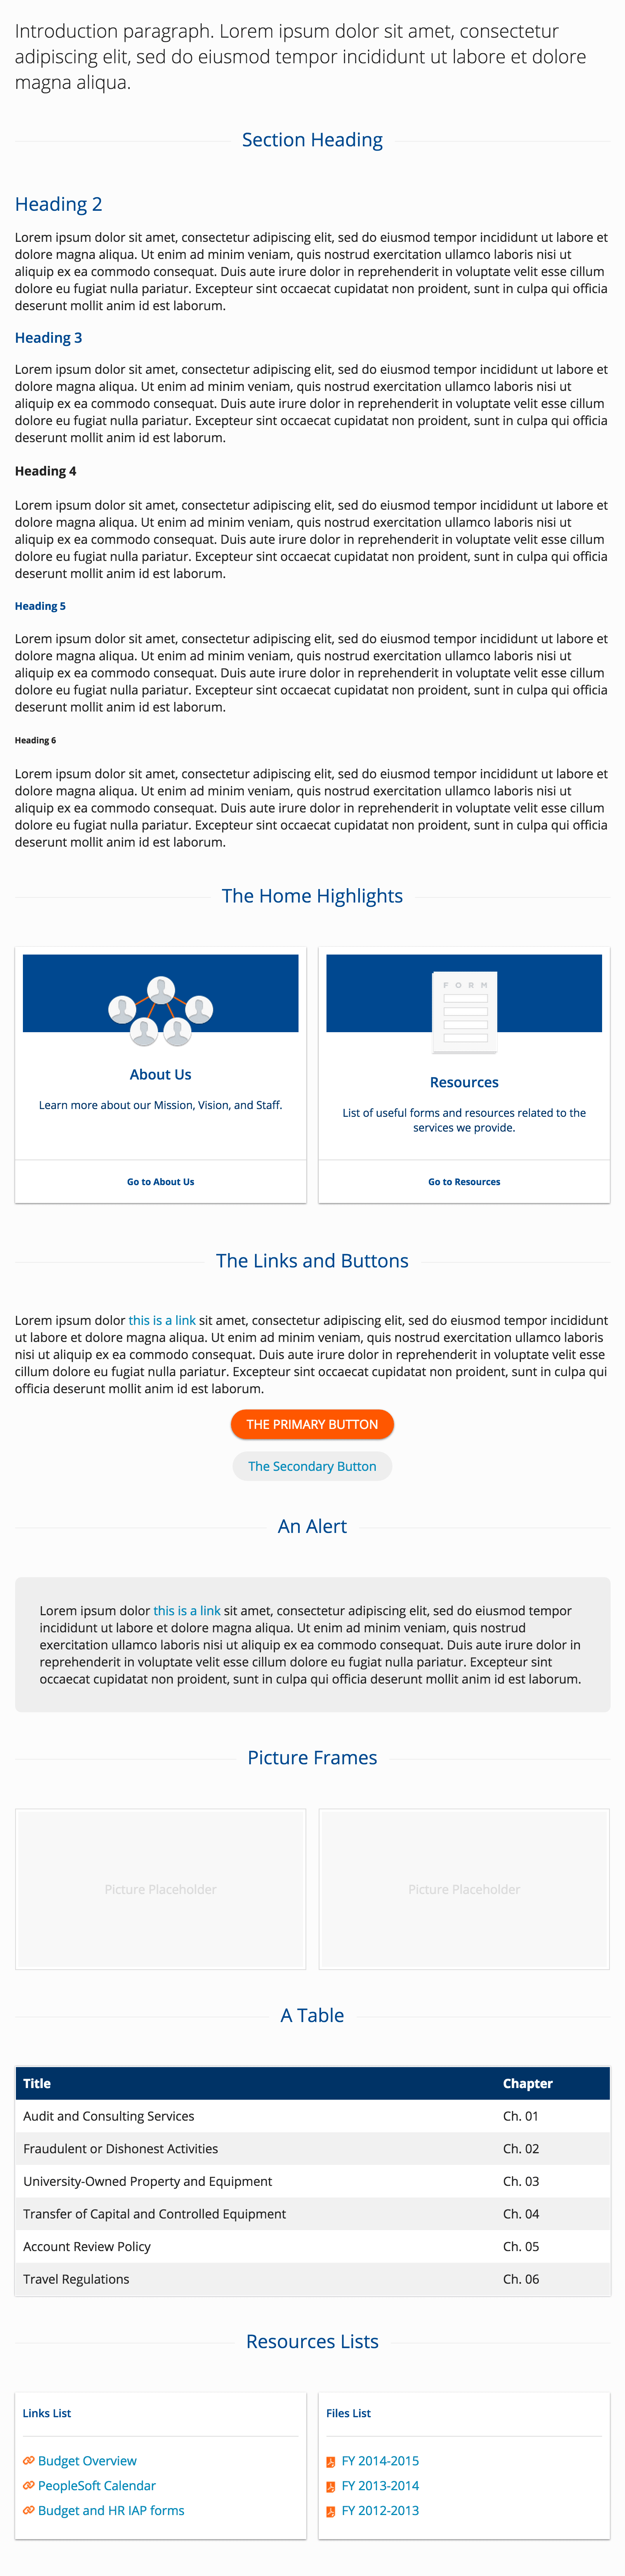 Introduction paragraph. Lorem ipsum dolor sit amet, consectetur
adipiscing elit, sed do eiusmod tempor incididunt ut labore et dolore
magna aliqua.
Section Heading
Heading 2
Lorem ipsum dolor sit amet, consectetur adipiscing elit, sed do eiusmod tempor incididunt ut labore et
dolore magna aliqua. Ut enim ad minim veniam, quis nostrud exercitation ullamco laboris nisi ut
aliquip ex ea commodo consequat. Duis aute irure dolor in reprehenderit in voluptate velit esse cillum
dolore eu fugiat nulla pariatur. Excepteur sint occaecat cupidatat non proident, sunt in culpa qui officia
deserunt mollit anim id est laborum.
Heading 3
Lorem ipsum dolor sit amet, consectetur adipiscing elit, sed do eiusmod tempor incididunt ut labore et
dolore magna aliqua. Ut enim ad minim veniam, quis nostrud exercitation ullamco laboris nisi ut
aliquip ex ea commodo consequat. Duis aute irure dolor in reprehenderit in voluptate velit esse cillum
dolore eu fugiat nulla pariatur. Excepteur sint occaecat cupidatat non proident, sunt in culpa qui officia
deserunt mollit anim id est laborum.
Heading 4
Lorem ipsum dolor sit amet, consectetur adipiscing elit, sed do eiusmod tempor incididunt ut labore et
dolore magna aliqua. Ut enim ad minim veniam, quis nostrud exercitation ullamco laboris nisi ut
aliquip ex ea commodo consequat. Duis aute irure dolor in reprehenderit in voluptate velit esse cillum
dolore eu fugiat nulla pariatur. Excepteur sint occaecat cupidatat non proident, sunt in culpa qui officia
deserunt mollit anim id est laborum.
Heading 5
Lorem ipsum dolor sit amet, consectetur adipiscing elit, sed do eiusmod tempor incididunt ut labore et
dolore magna aliqua. Ut enim ad minim veniam, quis nostrud exercitation ullamco laboris nisi ut
aliquip ex ea commodo consequat. Duis aute irure dolor in reprehenderit in voluptate velit esse cillum
dolore eu fugiat nulla pariatur. Excepteur sint occaecat cupidatat non proident, sunt in culpa qui officia
deserunt mollit anim id est laborum.
Heading 6
Lorem ipsum dolor sit amet, consectetur adipiscing elit, sed do eiusmod tempor incididunt ut labore et
dolore magna aliqua. Ut enim ad minim veniam, quis nostrud exercitation ullamco laboris nisi ut
aliquip ex ea commodo consequat. Duis aute irure dolor in reprehenderit in voluptate velit esse cillum
dolore eu fugiat nulla pariatur. Excepteur sint occaecat cupidatat non proident, sunt in culpa qui officia
deserunt mollit anim id est laborum.
The Home Highlights
About Us
Learn more about our Mission, Vision, and Staff.
Go to About Us
FORM
Resources
List of useful forms and resources related to the
services we provide.
Go to Resources
The Links and Buttons
Lorem ipsum dolor this is a link sit amet, consectetur adipiscing elit, sed do eiusmod tempor incididunt
ut labore et dolore magna aliqua. Ut enim ad minim veniam, quis nostrud exercitation ullamco laboris
nisi ut aliquip ex ea commodo consequat. Duis aute irure dolor in reprehenderit in voluptate velit esse
cillum dolore eu fugiat nulla pariatur. Excepteur sint occaecat cupidatat non proident, sunt in culpa qui
officia deserunt mollit anim id est laborum.
THE PRIMARY BUTTON
The Secondary Button
An Alert
Lorem ipsum dolor this is a link sit amet, consectetur adipiscing elit, sed do eiusmod tempor
incididunt ut labore et dolore magna aliqua. Ut enim ad minim veniam, quis nostrud
exercitation ullamco laboris nisi ut aliquip ex ea commodo consequat. Duis aute irure dolor in
reprehenderit in voluptate velit esse cillum dolore eu fugiat nulla pariatur. Excepteur sint
occaecat cupidatat non proident, sunt in culpa qui officia deserunt mollit anim id est laborum.
Picture Frames
Picture Placeholder
Picture Placeholder
A Table
Title Chapter
Audit and Consulting Services Ch. 01
Fraudulent or Dishonest Activities Ch. 02
University-Owned Property and Equipment Ch. 03
Transfer of Capital and Controlled Equipment Ch. 04
Account Review Policy Ch. 05
Travel Regulations Ch. 06
Resources Lists
Links List
Budget Overview
PeopleSoft Calendar
Budget and HR IAP forms
Files List
FY 2014-2015
FY 2013-2014
FY 2012-2013